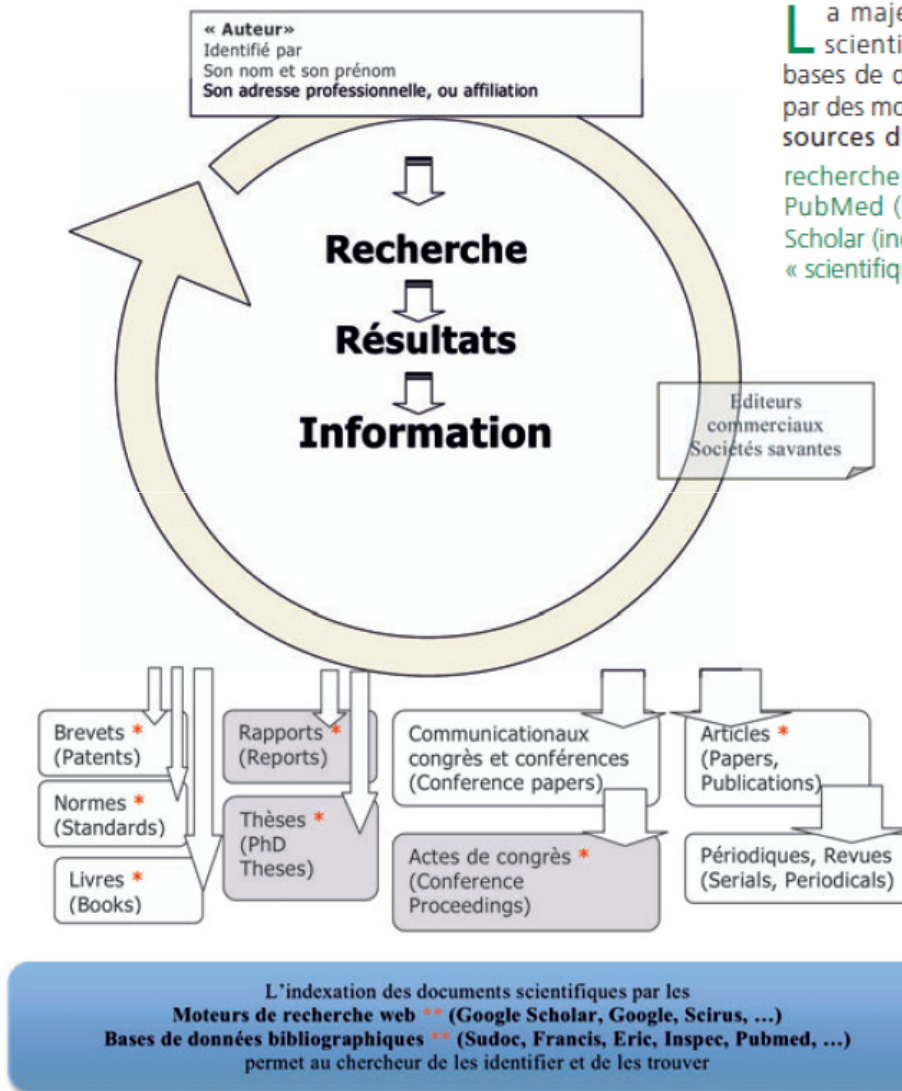 « Auteur»
Identifié par
Son nom et son prénom
Son adresse professionnelle, ou affiliation
Recherche
Résultats
Information
Editeurs
commerciaux
Sociétés savantes
La
scienti
bases de d
par des mo
sources d
recherche
PubMed (
Scholar (in
« scientifiq
Brevets *
(Patents)
Normes *
(Standards)
Livres *
(Books)
Rapports *
(Reports)
Thèses *
(PhD
Theses)
Communicationaux
congrès et conférences
(Conference papers)
Actes de congrès *
(Conference
Proceedings)
Articles *
(Papers,
Publications)
Périodiques, Revues
(Serials, Periodicals)
L'indexation des documents scientifiques par les
Moteurs de recherche web ** (Google Scholar, Google, Scirus, ...)
Bases de données bibliographiques ** (Sudoc, Francis, Eric, Inspec, Pubmed, ...)
permet au chercheur de les identifier et de les trouver